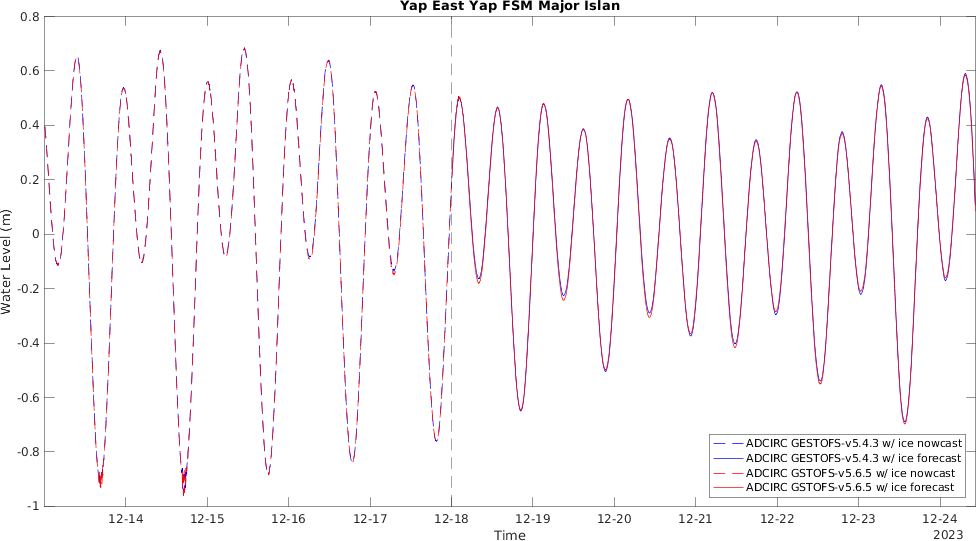 Yap East Yap FSM Major Islan
Water Level (m)
0.8
0.6
0.4
0.2
0
-0.2
-0.4
-0.6
-0.8
-1
ADCIRC GESTOFS-v5.4.3 w/ ice nowcast
ADCIRC GESTOFS-v5.4.3 w/ ice forecast
ADCIRC GSTOFS-v5.6.5 w/ ice nowcast
ADCIRC GSTOFS-v5.6.5 w/ ice forecast
12-14 12-15 12-16 12-17 12-18 12-19 12-20 12-21 12-22 12-23 12-24
Time
2023